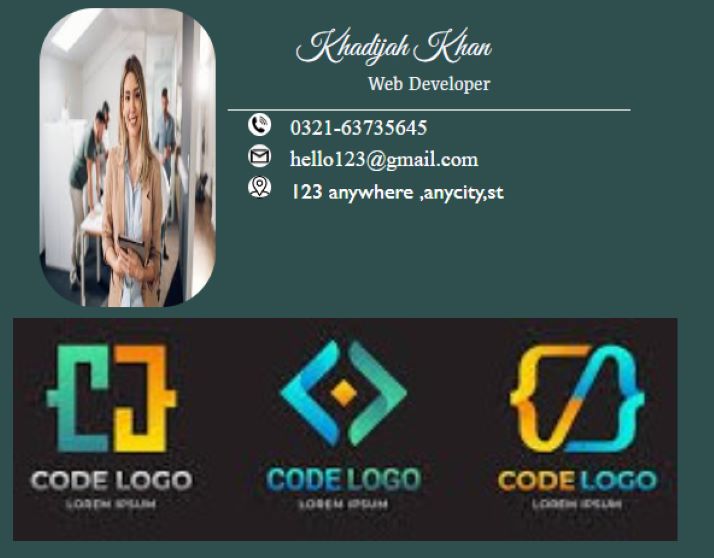 Khadijah Khan
Web Developer
0321-63735645
hello123@gmail.com
123 anywhere ,anycity,st
CODE LOGO CODE LOGO CODE LOGO
LOREM IPSUM LOREM IPSUM LOREM IPSUM